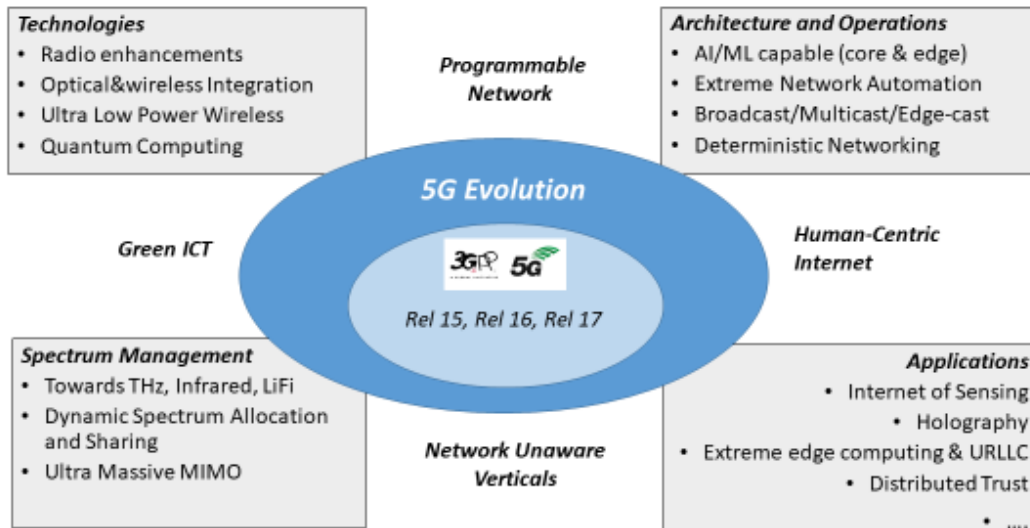 Technologies
• Radio enhancements
• Optical&wireless Integration
• Ultra Low Power Wireless
• Quantum Computing
Programmable
Network
Architecture and Operations
• AI/ML capable (core & edge)
• Extreme Network Automation
• Broadcast/Multicast/Edge-cast
• Deterministic Networking
5G Evolution
Green ICT
3GPP 5G
Rel 15, Rel 16, Rel 17
Human-Centric
Internet
Spectrum Management
• Towards THz, Infrared, LiFi
• Dynamic Spectrum Allocation
and Sharing
• Ultra Massive MIMO
Network Unaware
Verticals
Applications
• Internet of Sensing
• Holography
• Extreme edge computing & URLLC
• Distributed Trust
• ....